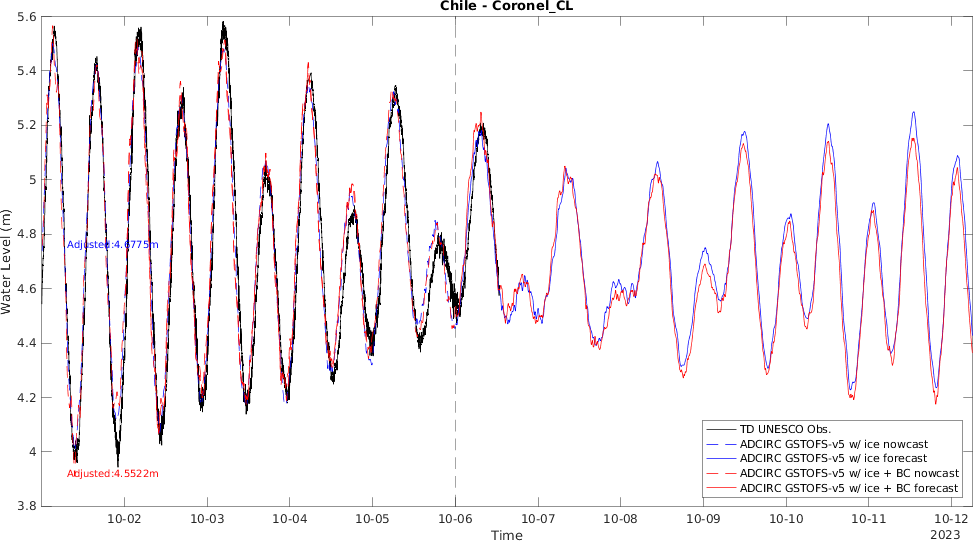 Chile - Coronel_CL
5.6
5.4
5.2
5
4.8
4.6
4.4
4.2
4
3.8
Water Level (m)
Adjusted:4.6775m
Adjusted:4.5522m
TD UNESCO Obs.
ADCIRC GSTOFS-v5 w/ ice nowcast
ADCIRC GSTOFS-v5 w/ ice forecast
ADCIRC GSTOFS-v5 w/ ice + BC nowcast
ADCIRC GSTOFS-v5 w/ ice + BC forecast
10-02 10-03 10-04 10-05 10-06 10-07 10-08 10-09 10-10 10-11 10-12
2023
Time